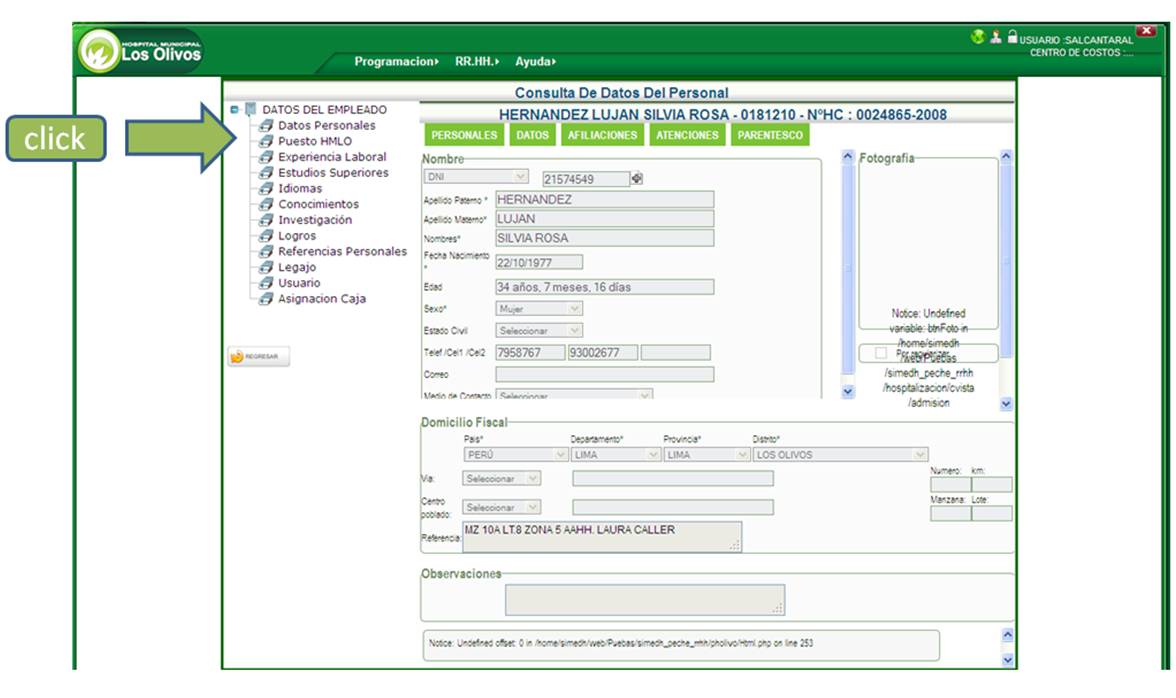 HOSPITAL MUNICIPAL
Los Olivos
USUARIO :SALCANTARAL
CENTRO DE COSTOS :...
Programacion RR.HH. Ayuda
click
DATOS DEL EMPLEADO
Datos Personales
Puesto HMLO
Experiencia Laboral
Estudios Superiores
Idiomas
Conocimientos
Investigación
Logros
Referencias Personales
Legajo
Usuario
Asignacion Caja
REGRESAR
Consulta De Datos Del Personal
HERNANDEZ LUJAN SILVIA ROSA - 0181210 - NºHC : 0024865-2008
PERSONALES DATOS AFILIACIONES ATENCIONES PARENTESCO
Nombre
DNI 21574549
Apellido Paterno * HERNANDEZ
Apellido Materno* LUJAN
Nombres* SILVIA ROSA
Fecha Nacimiento
* 22/10/1977
Edad 34 años, 7 meses, 16 días
Sexo* Mujer
Estado Civil Seleccionar
Telef /Cel1 /Cel2 7958767 93002677
Correo
Medio de Contacto Seleccionar
Fotografia
Notice: Undefined
variable: btnFoto in
/home/simedh
/web/Puebas
/simedh_peche_rrhh
/hospitalizacion/cvista
/admision
Domicilio Fiscal
Pais* Departamento* Provincia* Distrito*
PERÚ LIMA LIMA LOS OLIVOS
Via: Seleccionar
Numero: km:
Centro
poblado: Seleccionar
Manzana: Lote:
Referencia: MZ 10A LT.8 ZONA 5 AAHH. LAURA CALLER
Observaciones
Notice: Undefined offset: 0 in /home/simedh/web/Puebas/simedh_peche_rrhh/pholivo/Html.php on line 253